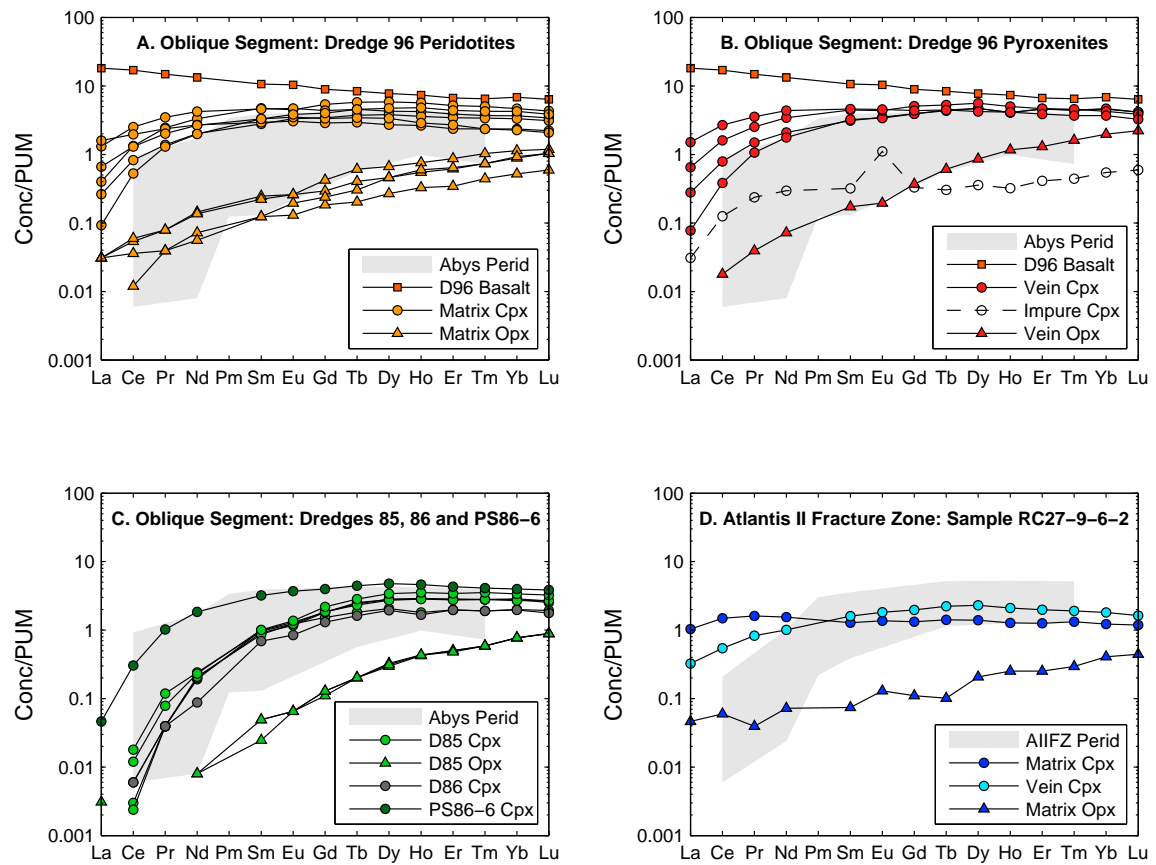 A. Oblique Segment: Dredge 96 Peridotites
100
10
1
0.1
0.01
0.001
Conc/PUM
La Ce Pr Nd Pm Sm Eu Gd Tb Dy Ho Er Tm Yb Lu
Abys Perid
D96 Basalt
Matrix Cpx
Matrix Opx
B. Oblique Segment: Dredge 96 Pyroxenites
100
10
1
0.1
0.01
0.001
Conc/PUM
La Ce Pr Nd Pm Sm Eu Gd Tb Dy Ho Er Tm Yb Lu
Abys Perid
D96 Basalt
Vein Cpx
Impure Cpx
Vein Opx
C. Oblique Segment: Dredges 85, 86 and PS86−6
100
10
1
0.1
0.01
0.001
Conc/PUM
La Ce Pr Nd Pm Sm Eu Gd Tb Dy Ho Er Tm Yb Lu
Abys Perid
D85 Cpx
D85 Opx
D86 Cpx
PS86−6 Cpx
D. Atlantis II Fracture Zone: Sample RC27−9−6−2
100
10
1
0.1
0.01
0.001
Conc/PUM
La Ce Pr Nd Pm Sm Eu Gd Tb Dy Ho Er Tm Yb Lu
AIIFZ Perid
Matrix Cpx
Vein Cpx
Matrix Opx